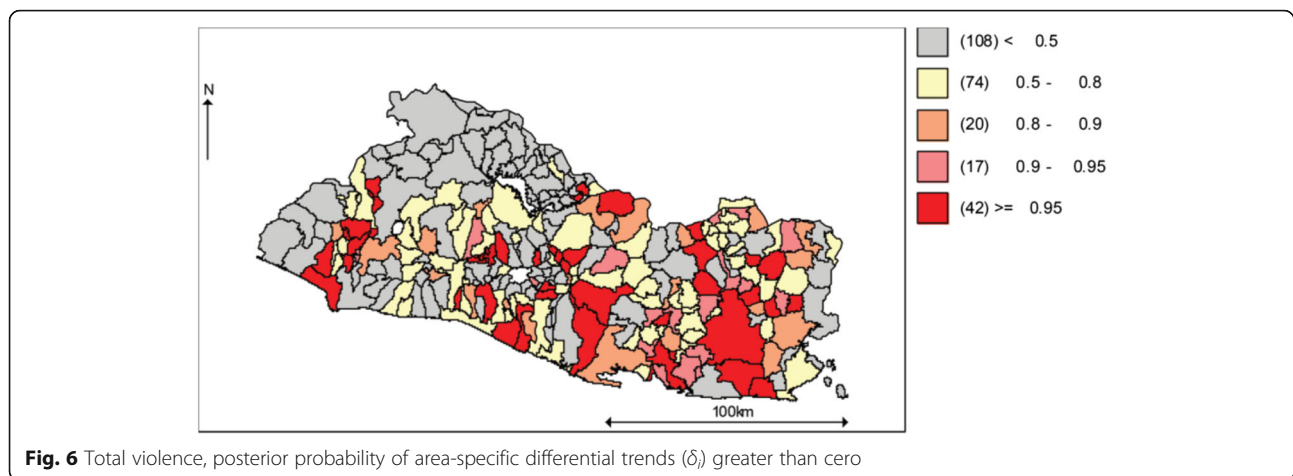 (108) < 0.5
N
(74) 0.5 - 0.8
(20) 0.8 - 0.9
(17) 0.9 - 0.95
(42) >= 0.95
100km
Fig. 6 Total violence, posterior probability of area-specific differential trends (δi) greater than cero